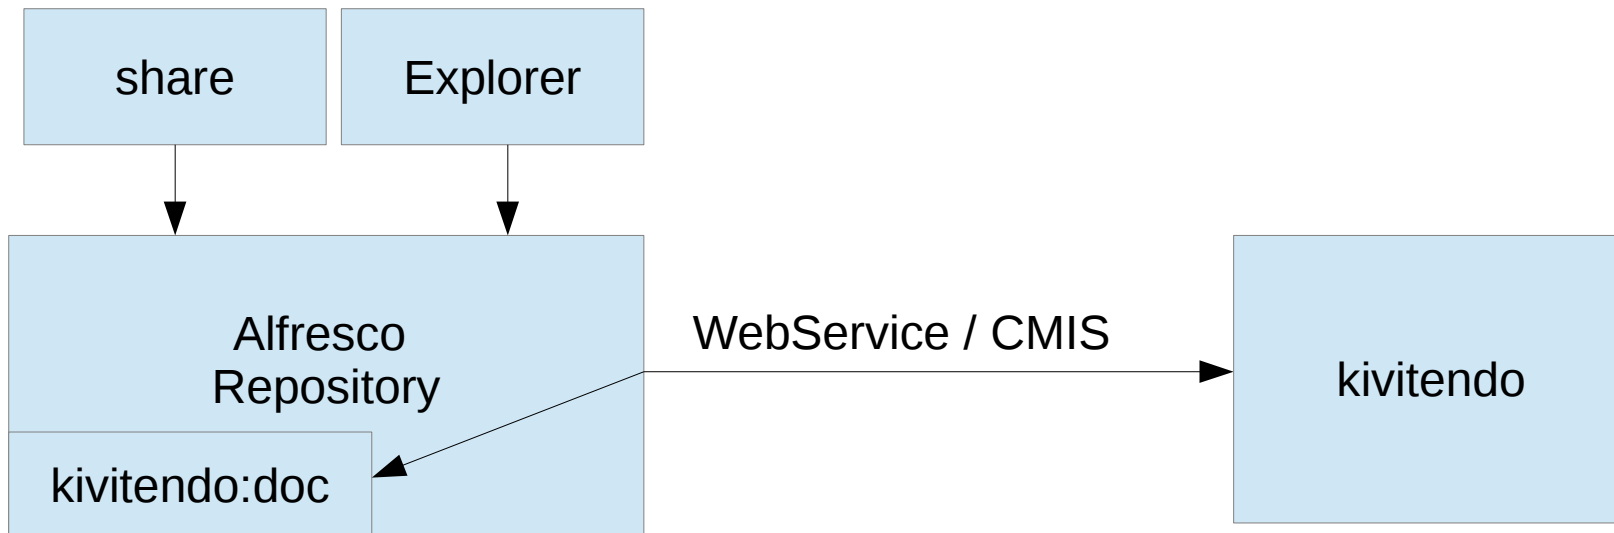 share
Explorer
Alfresco
Repository
WebService / CMIS
kivitendo
kivitendo:doc